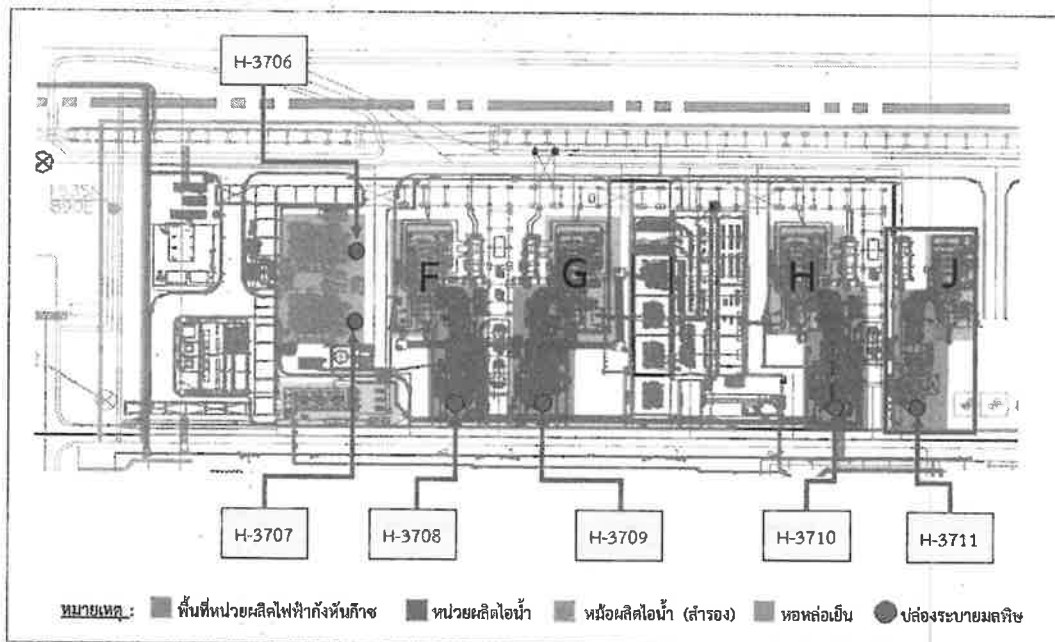 H-3706
F
G
H
J
H-3707
H-3708
H-3709
H-3710
H-3711
หมายเหตุ :
พื้นที่หน่วยผลิตไฟฟ้ากังหันก๊าซ
หน่วยผลิตไอน้ำ
หม้อผลิตไอน้ำ (สำรอง)
หอหล่อเย็น
ปล่องระบายมลพิษ